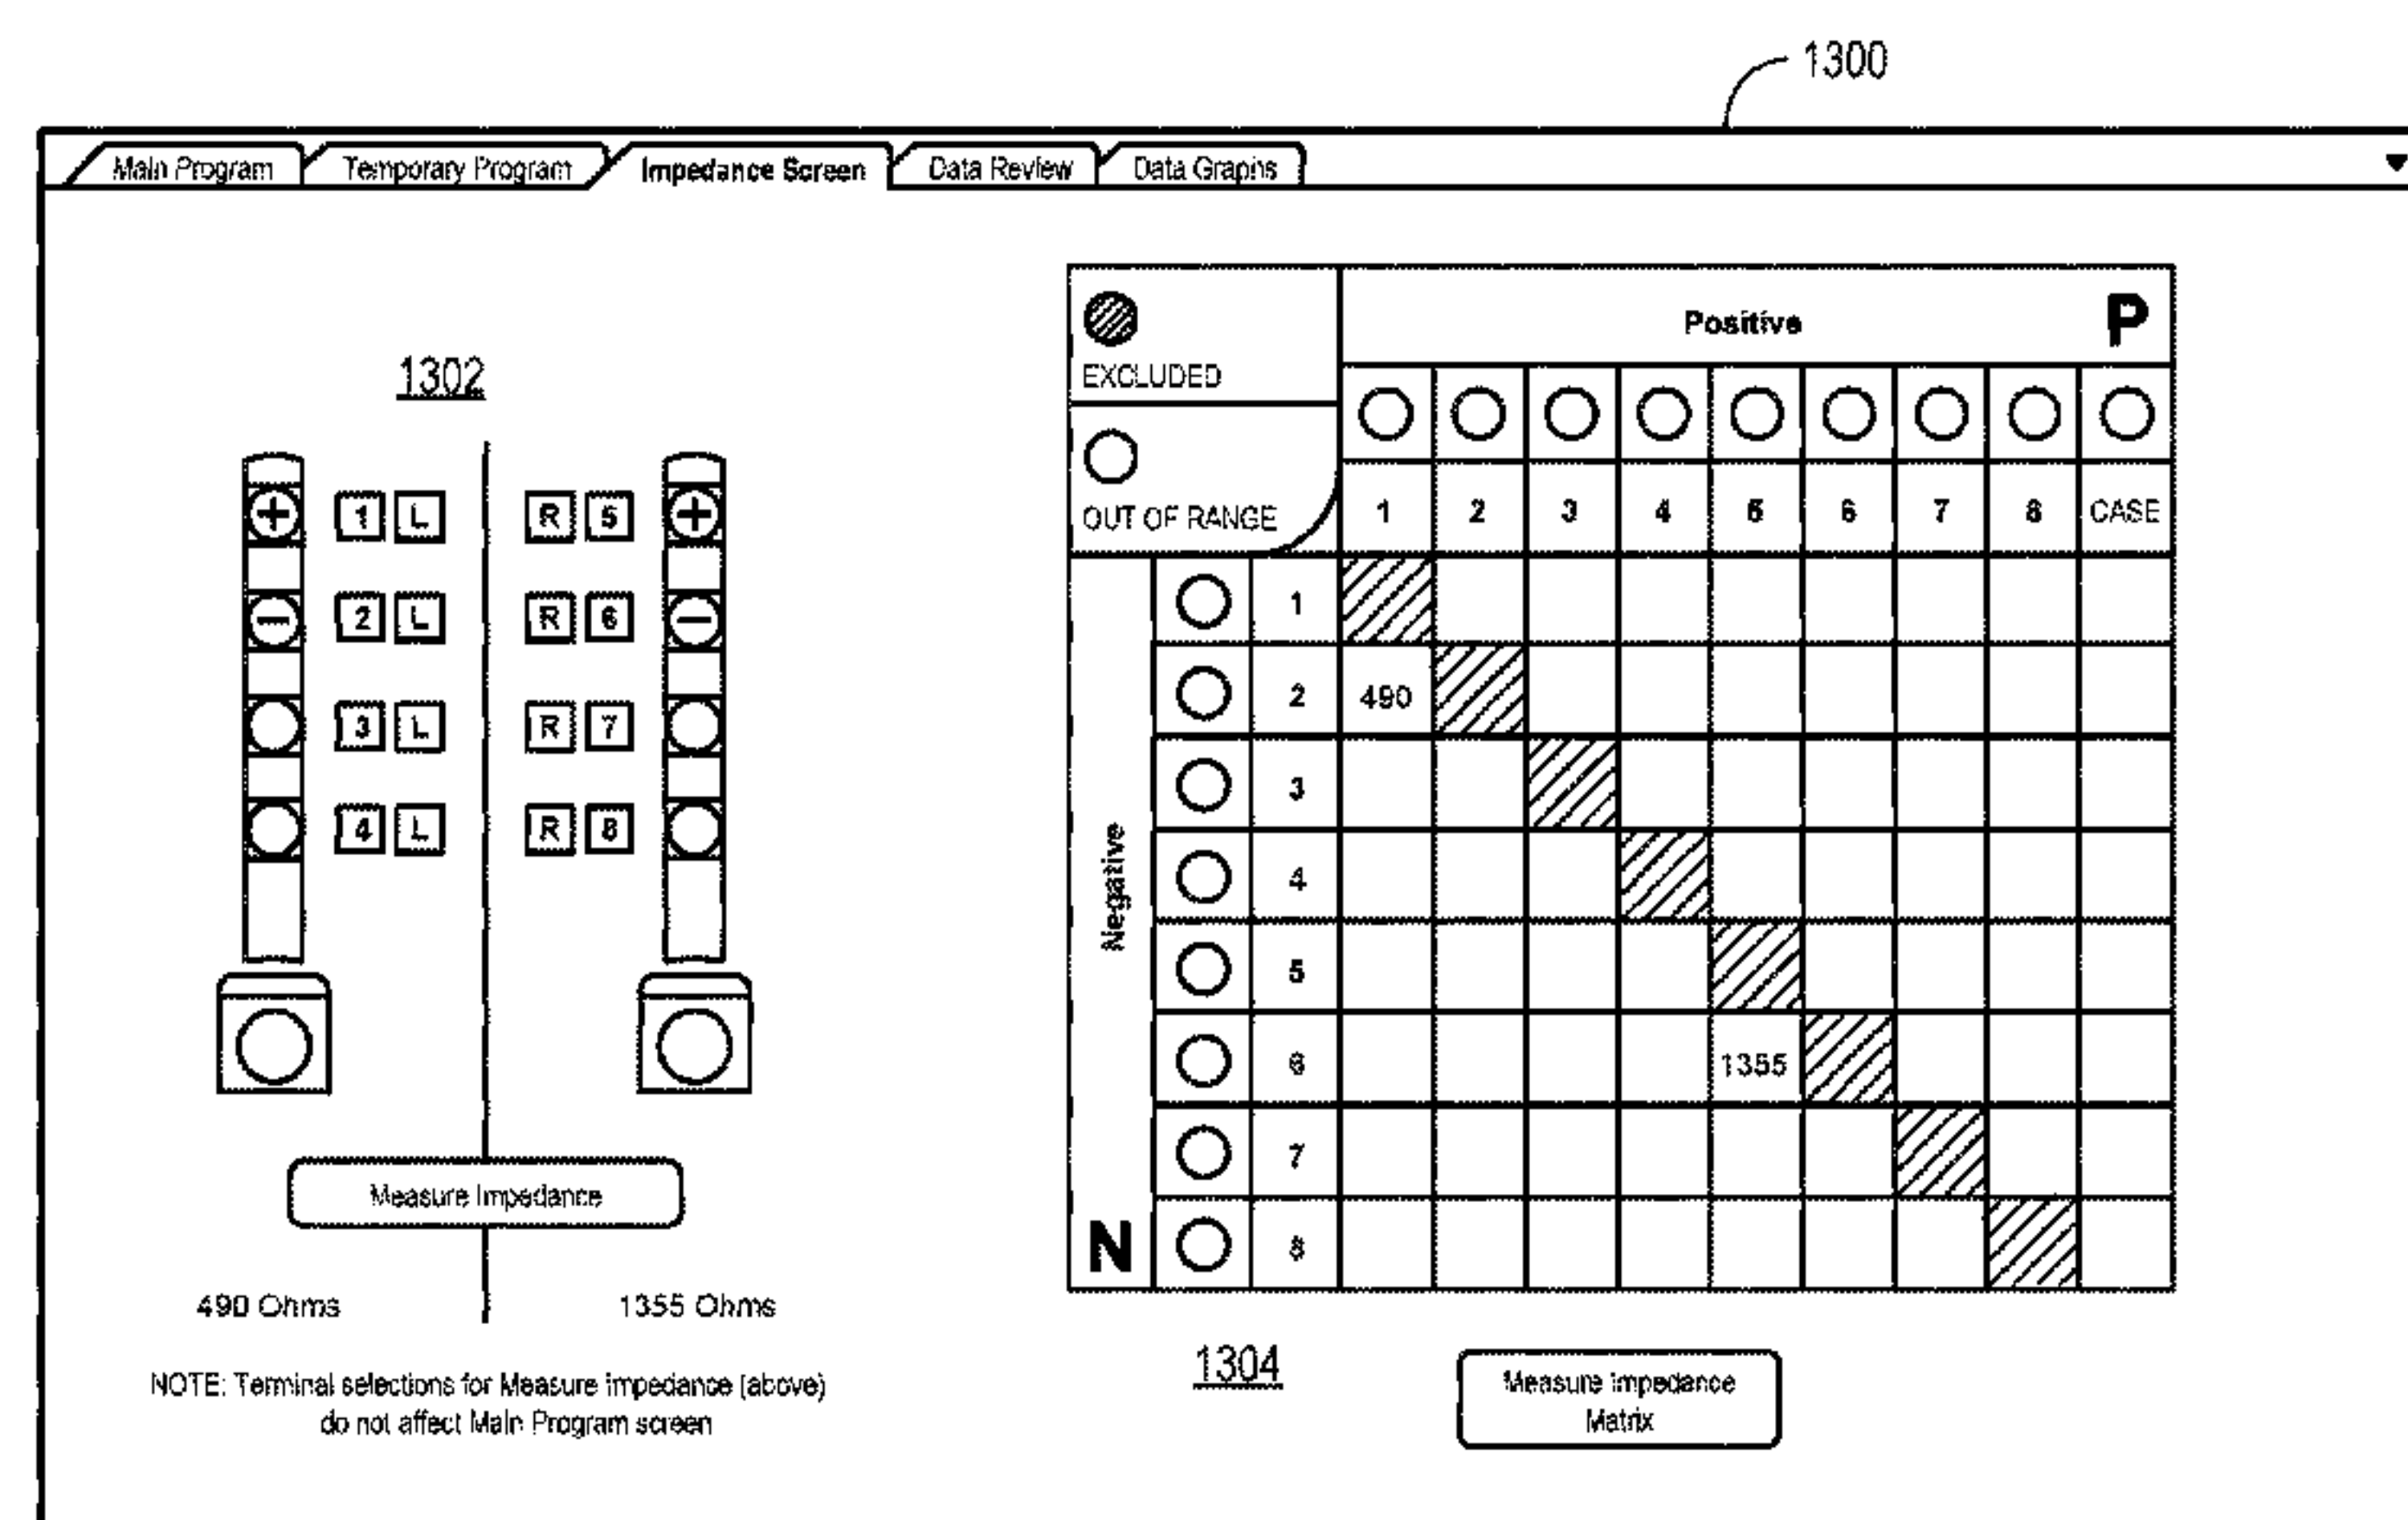 1300
Main Program Temporary Program Impedance Screen Data Review Data Graphs
1302
1 L R 5
2 L R 6
3 L R 7
4 L R 8
Measure Impedance
490 Ohms 1355 Ohms
NOTE: Terminal selections for Measure impedance (above)
do not affect Main Program screen
EXCLUDED
OUT OF RANGE
Positive P
1 2 3 4 5 6 7 8 CASE
Negative
N
1
2 490
3
4
5
6 1355
7
8
1304
Measure Impedance
Matrix